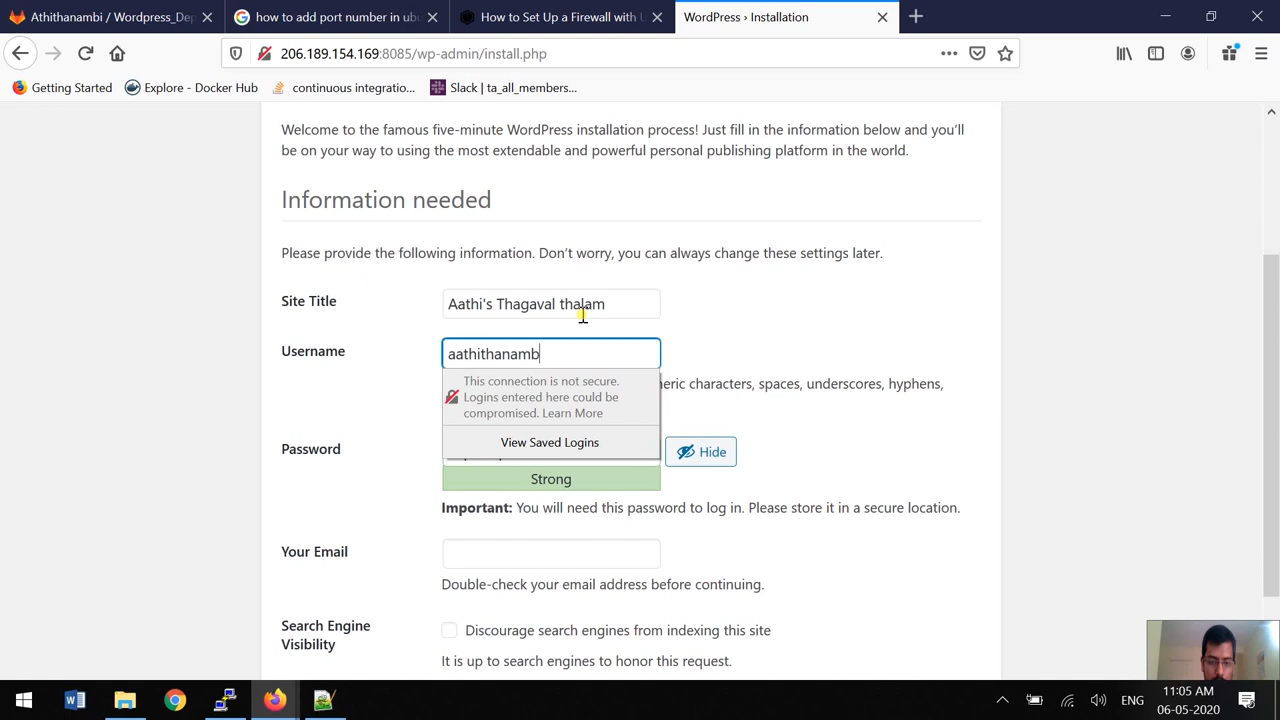 Athithanambi / Wordpress_Dep
how to add port number in ubu
How to Set Up a Firewall with U
WordPress › Installation
206.189.154.169:8085/wp-admin/install.php
Getting Started
Explore - Docker Hub
continuous integratio...
Slack | ta_all_members...
Welcome to the famous five-minute WordPress installation process! Just fill in the information below and you’ll
be on your way to using the most extendable and powerful personal publishing platform in the world.
Information needed
Please provide the following information. Don’t worry, you can always change these settings later.
Site Title
Aathi's Thagaval thalam
Username
aathithanamb
This connection is not secure.
Logins entered here could be
compromised. Learn More
eric characters, spaces, underscores, hyphens,
View Saved Logins
Password
Hide
Strong
Important: You will need this password to log in. Please store it in a secure location.
Your Email
Double-check your email address before continuing.
Search Engine
Visibility
Discourage search engines from indexing this site
It is up to search engines to honor this request.
ENG
11:05 AM
06-05-2020